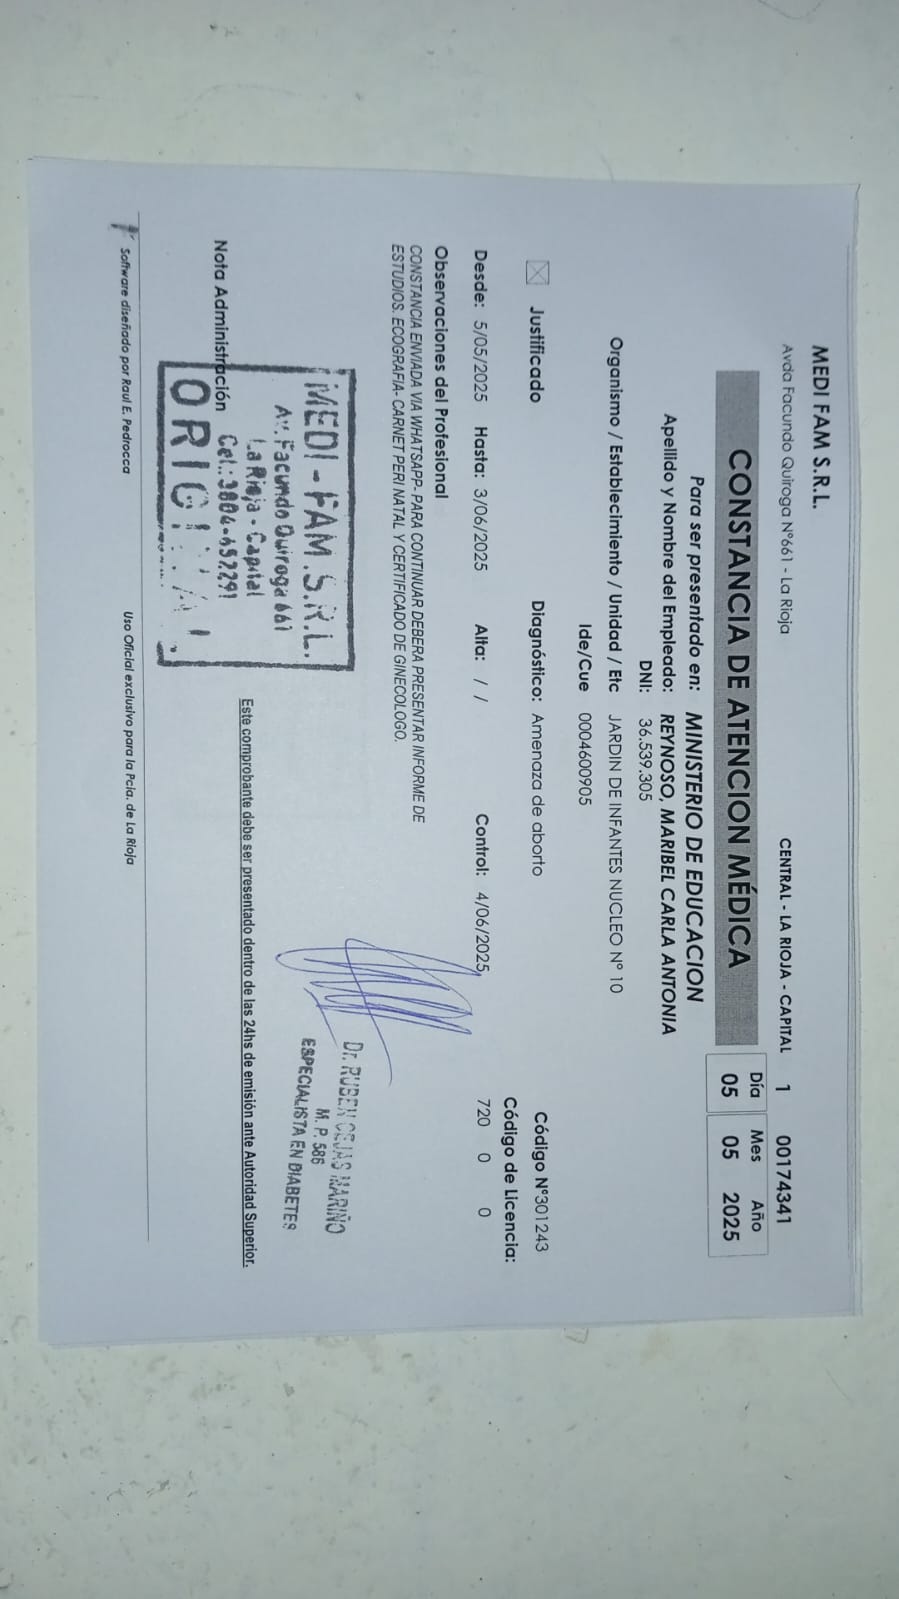 MEDI FAM S.R.L.
Avda Facundo Quiroga N°661 - La Rioja
CENTRAL - LA RIOJA - CAPITAL 1 00174341
CONSTANCIA DE ATENCION MÉDICA
Día Mes Año
05 05 2025
Para ser presentado en: MINISTERIO DE EDUCACION
Apellido y Nombre del Empleado: REYNOSO, MARIBEL CARLA ANTONIA
DNI: 36.539.305
Organismo / Establecimiento / Unidad / Etc JARDIN DE INFANTES NUCLEO N° 10
Ide/Cue 0004600905
Justificado Diagnóstico: Amenaza de aborto Código N°301243
Código de Licencia:
Desde: 5/05/2025 Hasta: 3/06/2025 Alta: / / Control: 4/06/2025 720 0 0
Observaciones del Profesional
CONSTANCIA ENVIADA VIA WHATSAPP- PARA CONTINUAR DEBERA PRESENTAR INFORME DE
ESTUDIOS. ECOGRAFIA- CARNET PERI NATAL Y CERTIFICADO DE GINECOLOGO.
MEDI - FAM.S.R.L.
Av. Facundo Quiroga 661
La Rioja - Capital
Cel.: 3804-652291
ORIGINAL
Dr. RUBEN CEJAS MARIÑO
M. P. 586
ESPECIALISTA EN DIABETES
Este comprobante debe ser presentado dentro de las 24hs de emisión ante Autoridad Superior.
Nota Administración
Software diseñado por Raul E. Pedrocca Uso Oficial exclusivo para la Pcia. de La Rioja